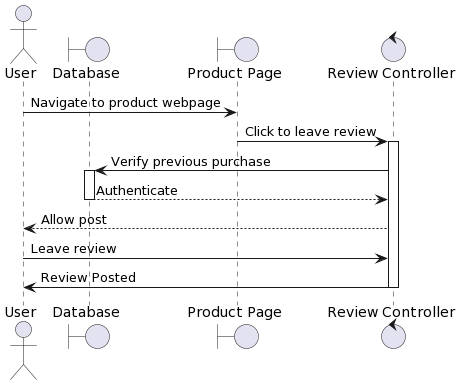 User Database Product Page Review Controller
Navigate to product webpage
Click to leave review
Verify previous purchase
Authenticate
Allow post
Leave review
Review Posted
User Database Product Page Review Controller